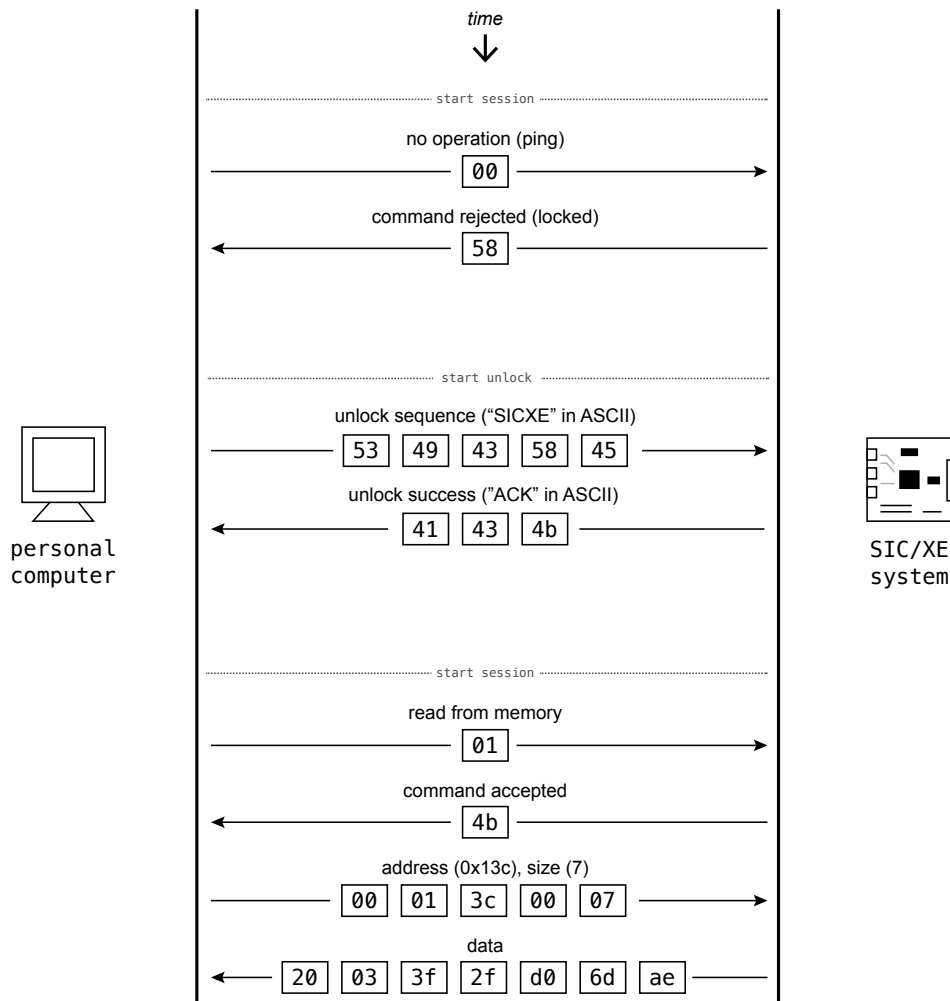 time
start session
no operation (ping)
00
command rejected (locked)
58
start unlock
unlock sequence (“SICXE” in ASCII)
53 49 43 58 45
unlock success (”ACK” in ASCII)
41 43 4b
personal
computer
SIC/XE
system
start session
read from memory
01
command accepted
4b
address (0x13c), size (7)
00 01 3c 00 07
data
20 03 3f 2f d0 6d ae